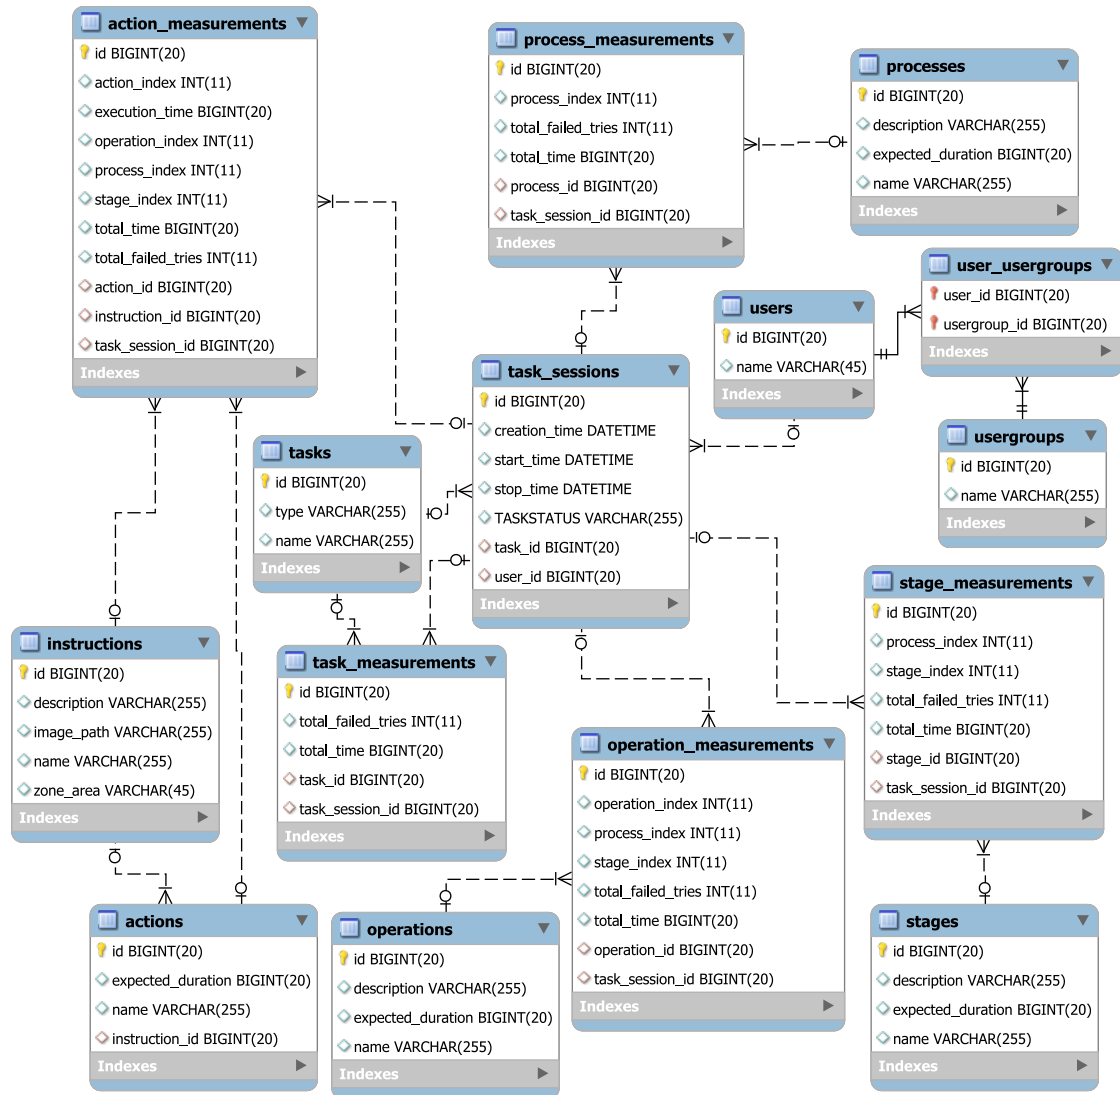 action_measurements
id BIGINT(20)
action_index INT(11)
execution_time BIGINT(20)
operation_index INT(11)
process_index INT(11)
stage_index INT(11)
total_time BIGINT(20)
total_failed_tries INT(11)
action_id BIGINT(20)
instruction_id BIGINT(20)
task_session_id BIGINT(20)
Indexes
process_measurements
id BIGINT(20)
process_index INT(11)
total_failed_tries INT(11)
total_time BIGINT(20)
process_id BIGINT(20)
task_session_id BIGINT(20)
Indexes
processes
id BIGINT(20)
description VARCHAR(255)
expected_duration BIGINT(20)
name VARCHAR(255)
Indexes
user_usergroups
user_id BIGINT(20)
usergroup_id BIGINT(20)
Indexes
users
id BIGINT(20)
name VARCHAR(45)
Indexes
task_sessions
id BIGINT(20)
creation_time DATETIME
start_time DATETIME
stop_time DATETIME
TASKSTATUS VARCHAR(255)
task_id BIGINT(20)
user_id BIGINT(20)
Indexes
usergroups
id BIGINT(20)
name VARCHAR(255)
Indexes
tasks
id BIGINT(20)
type VARCHAR(255)
name VARCHAR(255)
Indexes
stage_measurements
id BIGINT(20)
process_index INT(11)
stage_index INT(11)
total_failed_tries INT(11)
total_time BIGINT(20)
stage_id BIGINT(20)
task_session_id BIGINT(20)
Indexes
instructions
id BIGINT(20)
description VARCHAR(255)
image_path VARCHAR(255)
name VARCHAR(255)
zone_area VARCHAR(45)
Indexes
task_measurements
id BIGINT(20)
total_failed_tries INT(11)
total_time BIGINT(20)
task_id BIGINT(20)
task_session_id BIGINT(20)
Indexes
operation_measurements
id BIGINT(20)
operation_index INT(11)
process_index INT(11)
stage_index INT(11)
total_failed_tries INT(11)
total_time BIGINT(20)
operation_id BIGINT(20)
task_session_id BIGINT(20)
Indexes
actions
id BIGINT(20)
expected_duration BIGINT(20)
name VARCHAR(255)
instruction_id BIGINT(20)
Indexes
operations
id BIGINT(20)
description VARCHAR(255)
expected_duration BIGINT(20)
name VARCHAR(255)
Indexes
stages
id BIGINT(20)
description VARCHAR(255)
expected_duration BIGINT(20)
name VARCHAR(255)
Indexes